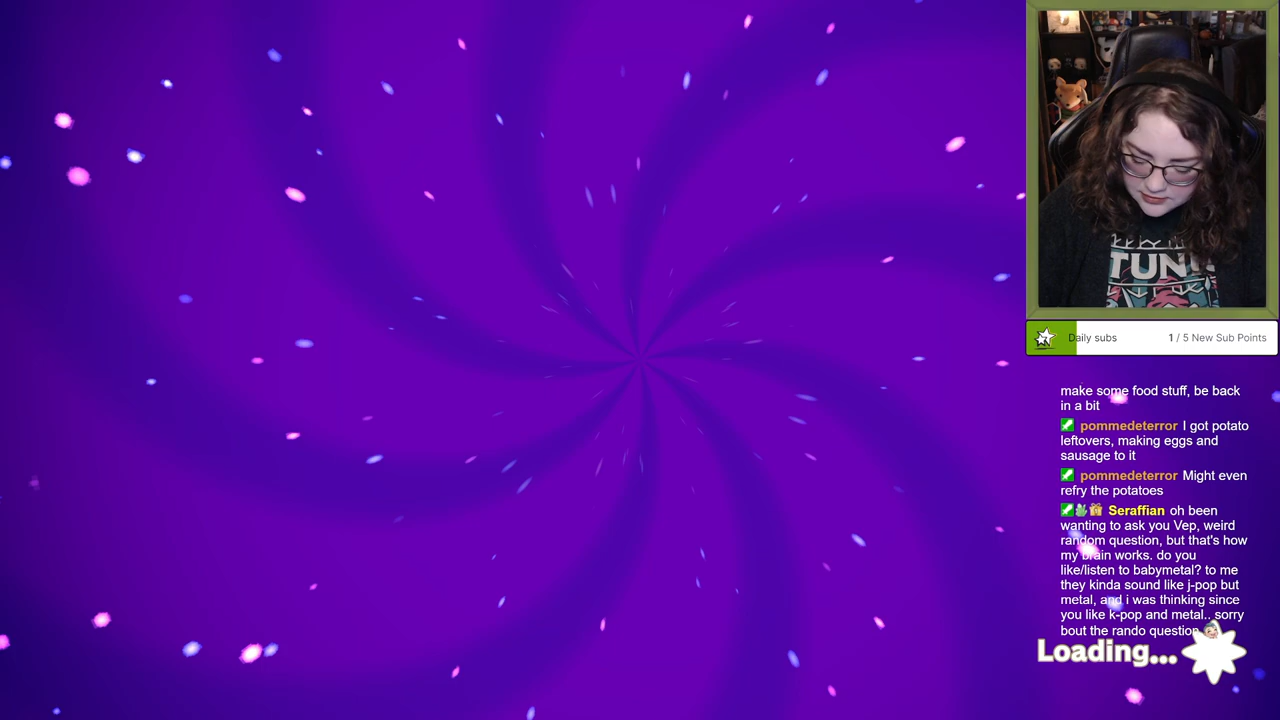 TUN
Daily subs
1 / 5 New Sub Points
make some food stuff, be back
in a bit
pommedeterror I got potato
leftovers, making eggs and
sausage to it
pommedeterror Might even
refry the potatoes
Seraffian oh been
wanting to ask you Vep, weird
random question, but that's how
my brain works. do you
like/listen to babymetal? to me
they kinda sound like j-pop but
metal, and i was thinking since
you like k-pop and metal.. sorry
bout the rando question
Loading...